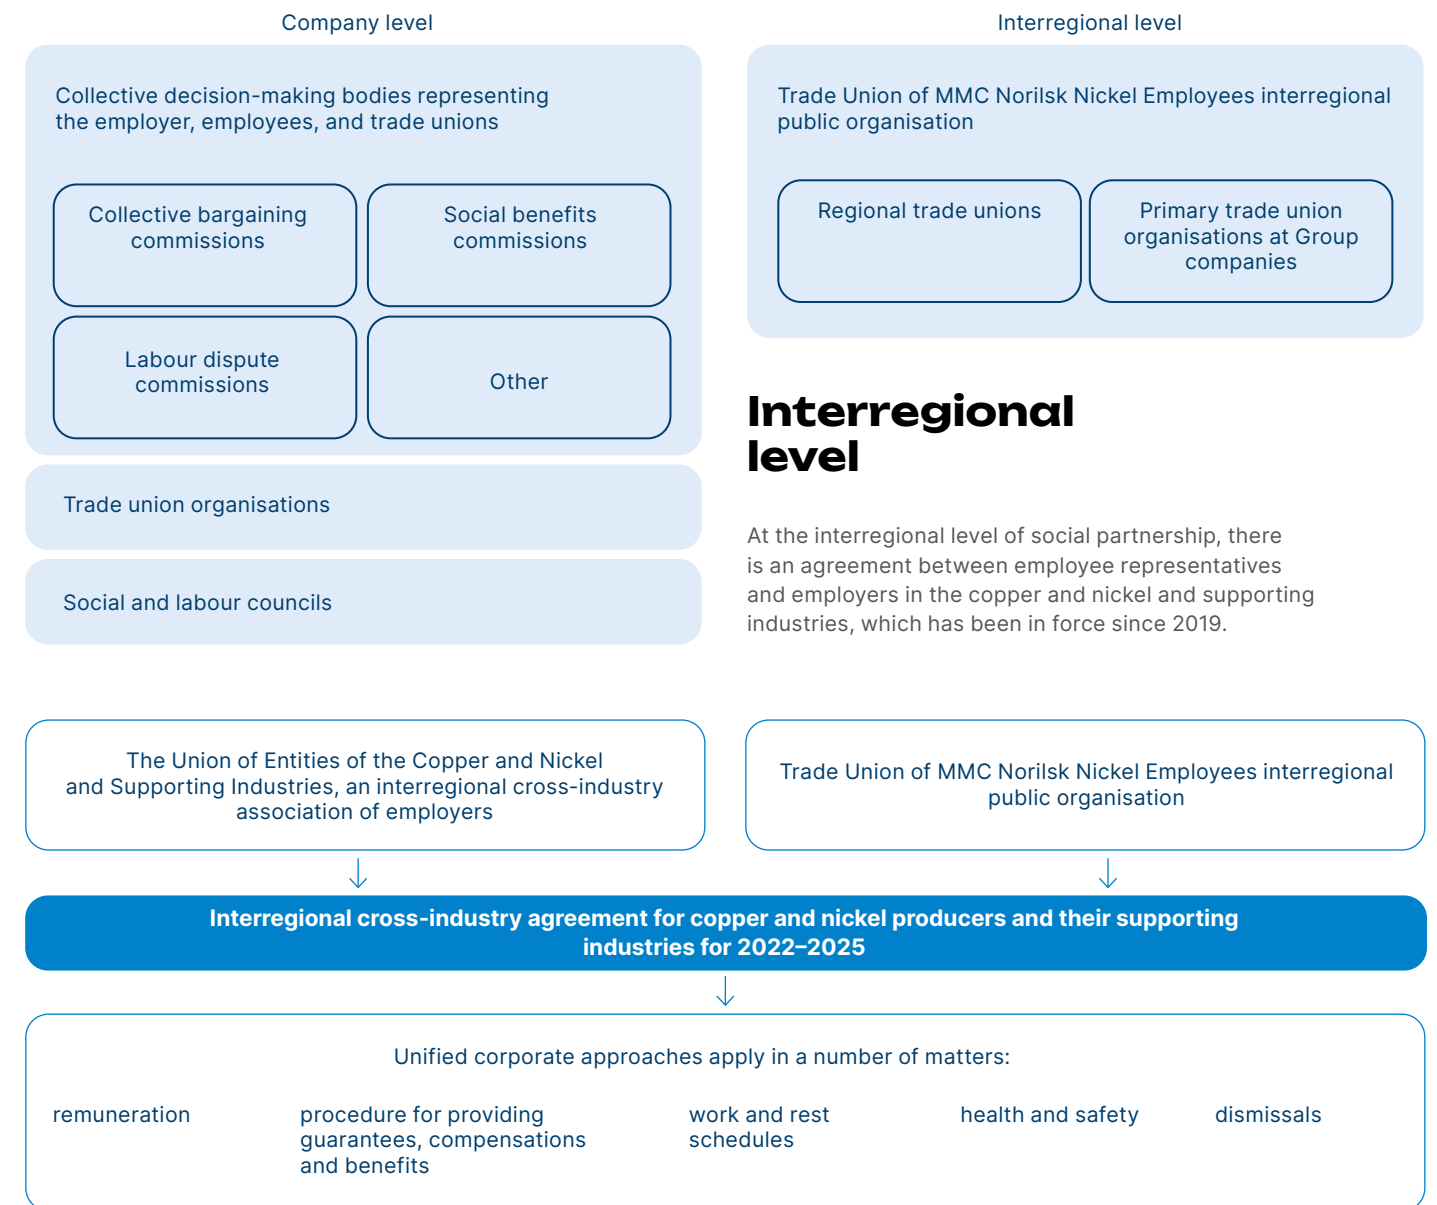 Company level
Collective decision-making bodies representing
the employer, employees, and trade unions
Collective bargaining
commissions
Social benefits
commissions
Labour dispute
commissions
Other
Trade union organisations
Social and labour councils
Interregional level
Trade Union of MMC Norilsk Nickel Employees interregional
public organisation
Regional trade unions
Primary trade union
organisations at Group
companies
Interregional
level
At the interregional level of social partnership, there
is an agreement between employee representatives
and employers in the copper and nickel and supporting
industries, which has been in force since 2019.
The Union of Entities of the Copper and Nickel
and Supporting Industries, an interregional cross-industry
association of employers
Trade Union of MMC Norilsk Nickel Employees interregional
public organisation
Interregional cross-industry agreement for copper and nickel producers and their supporting
industries for 2022–2025
Unified corporate approaches apply in a number of matters:
remuneration
procedure for providing
guarantees, compensations
and benefits
work and rest
schedules
health and safety
dismissals